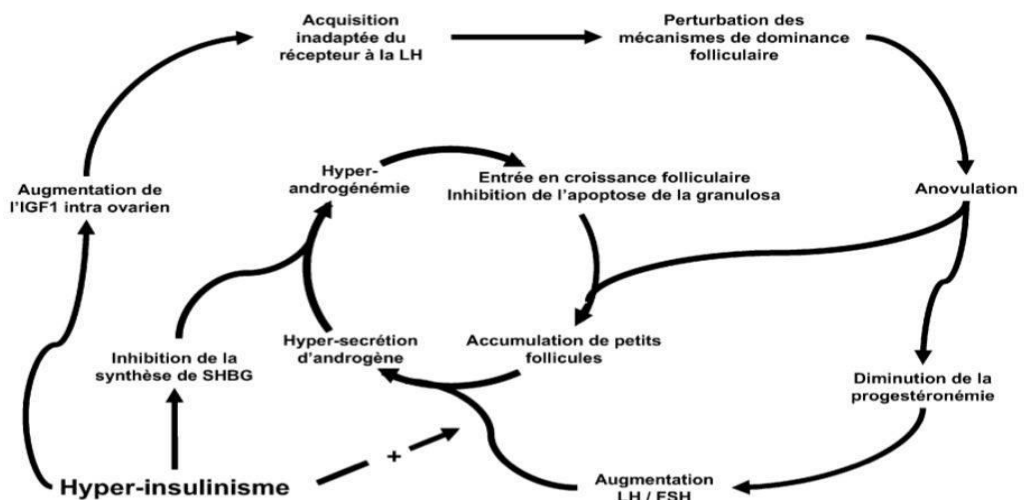 Acquisition
inadaptée du
récepteur à la LH
Perturbation des
mécanismes de dominance
folliculaire
Augmentation de
l'IGF1 intra ovarien
Hyper-
androgénémie
Entrée en croissance folliculaire
Inhibition de l'apoptose de la granulosa
Anovulation
Inhibition de la
synthèse de SHBG
Hyper-secrétion
d'androgène
Accumulation de petits
follicules
Diminution de la
progestéronémie
Hyper-insulinisme
+
Augmentation
LH / FSH